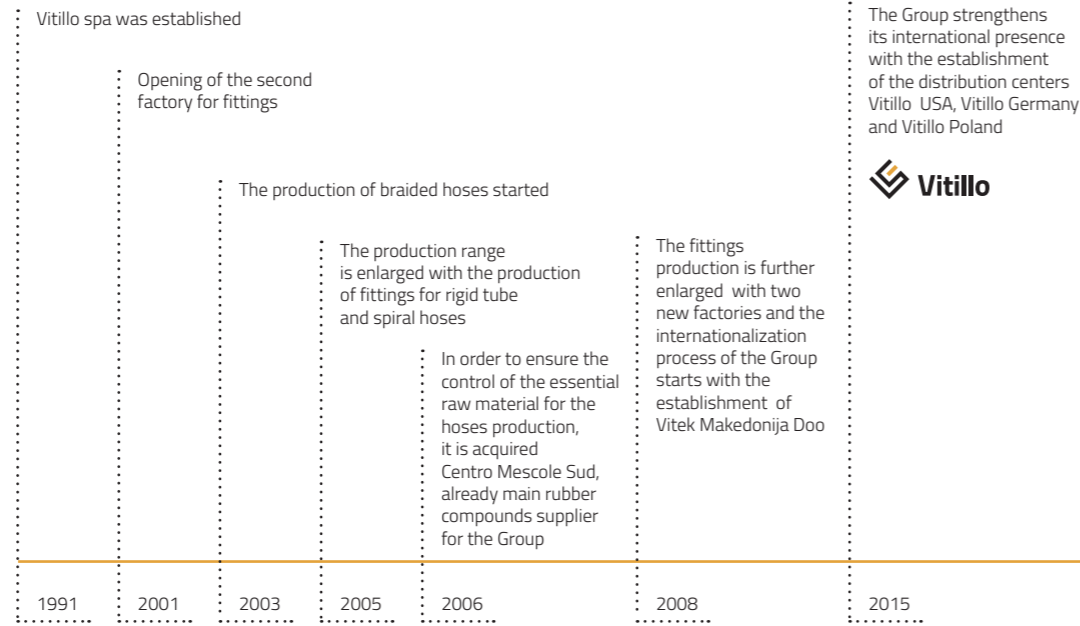 Vitillo spa was established
Opening of the second
factory for fittings
The production of braided hoses started
The production range
is enlarged with the production
of fittings for rigid tube
and spiral hoses
In order to ensure the
control of the essential
raw material for the
hoses production,
it is acquired
Centro Mescole Sud,
already main rubber
compounds supplier
for the Group
The fittings
production is further
enlarged with two
new factories and the
internationalization
process of the Group
starts with the
establishment of
Vitek Makedonija Doo
The Group strengthens
its international presence
with the establishment
of the distribution centers
Vitillo USA, Vitillo Germany
and Vitillo Poland
Vitillo
1991
2001
2003
2005
2006
2008
2015